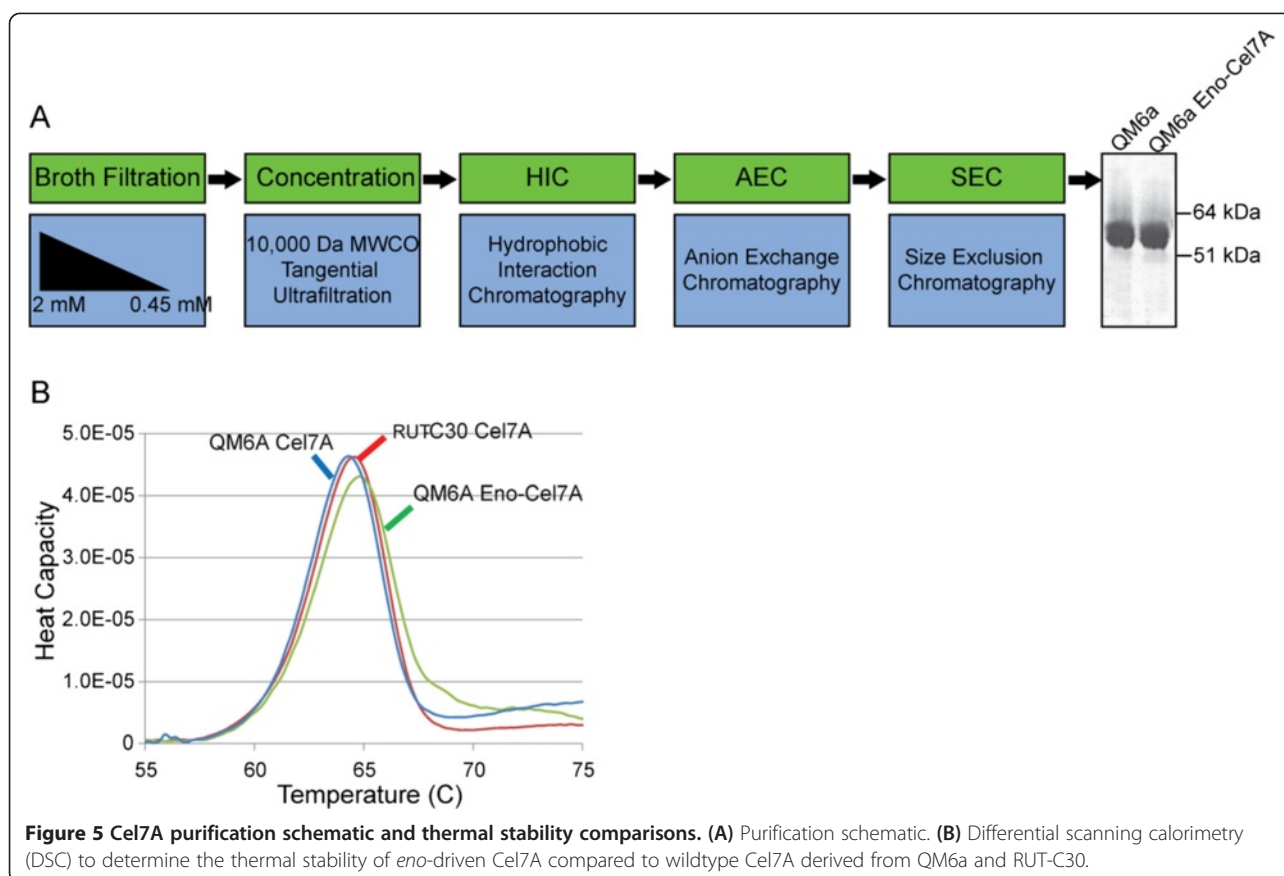 A
QM6a
QM6a Eno-Cel7A
Broth Filtration
Concentration
HIC
AEC
SEC
2 mM
0.45 mM
10,000 Da MWCO
Tangential
Ultrafiltration
Hydrophobic
Interaction
Chromatography
Anion Exchange
Chromatography
Size Exclusion
Chromatography
64 kDa
51 kDa
B
5.0E-05
4.0E-05
3.0E-05
2.0E-05
1.0E-05
0
Heat Capacity
QM6A Cel7A
RUT-C30 Cel7A
QM6A Eno-Cel7A
55
60
65
70
75
Temperature (C)
Figure 5 Cel7A purification schematic and thermal stability comparisons. (A) Purification schematic. (B) Differential scanning calorimetry
(DSC) to determine the thermal stability of eno-driven Cel7A compared to wildtype Cel7A derived from QM6a and RUT-C30.